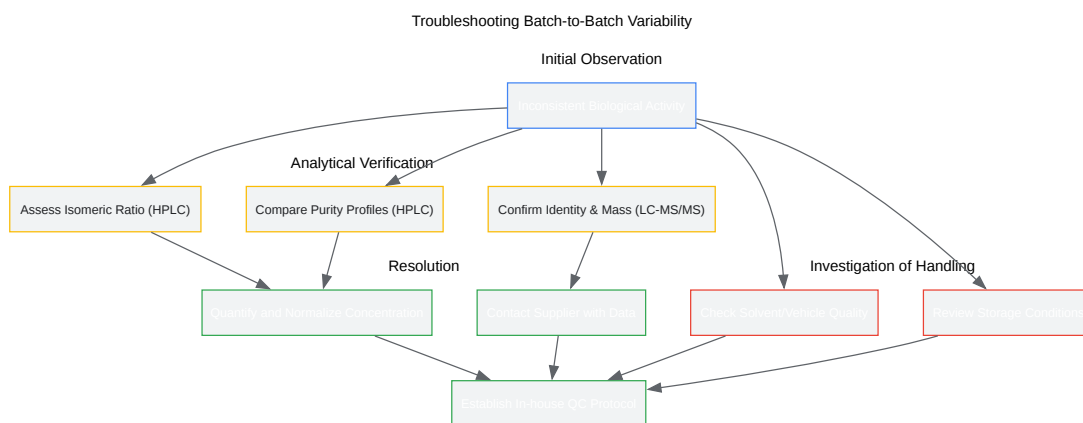 Troubleshooting Batch-to-Batch Variability
Initial Observation
Inconsistent Biological Activity
Analytical Verification
Assess Isomeric Ratio (HPLC)
Compare Purity Profiles (HPLC)
Confirm Identity & Mass (LC-MS/MS)
Resolution
Investigation of Handling
Quantify and Normalize Concentration
Contact Supplier with Data
Check Solvent/Vehicle Quality
Review Storage Conditions
Establish In-house QC Protocol